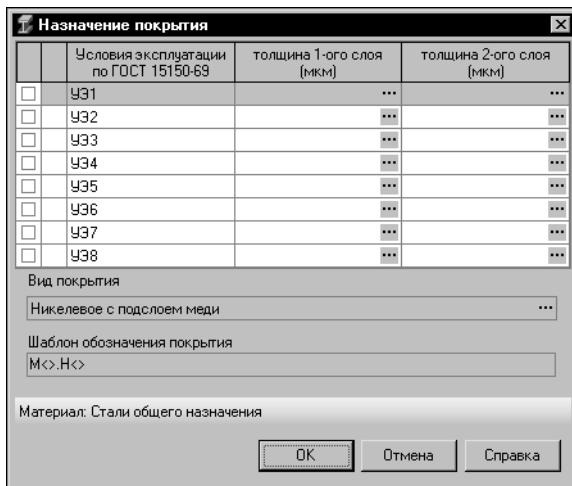 Назначение покрытия
Условия эксплуатации
по ГОСТ 15150-69
толщина 1-ого слоя
(мкм)
толщина 2-ого слоя
(мкм)
УЭ1 ... ...
УЭ2 ... ...
УЭ3 ... ...
УЭ4 ... ...
УЭ5 ... ...
УЭ6 ... ...
УЭ7 ... ...
УЭ8 ... ...
Вид покрытия
Никелевое с подслоем меди ...
Шаблон обозначения покрытия
М<>.Н<>
Материал: Стали общего назначения
OK Отмена Справка